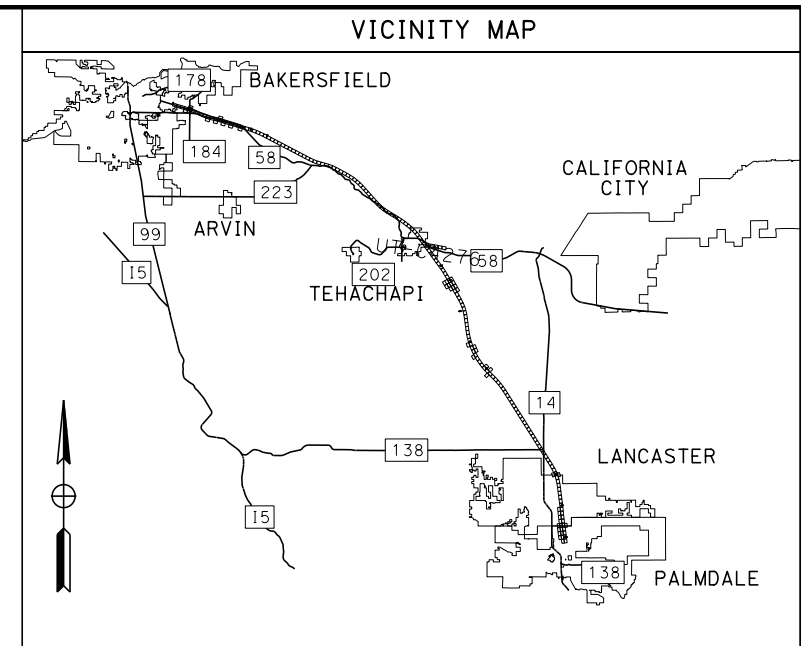 VICINITY MAP
178
BAKERSFIELD
184
58
CALIFORNIA
CITY
223
ARVIN
99
I5
58
202
TEHACHAPI
14
138
LANCASTER
I5
138
PALMDALE